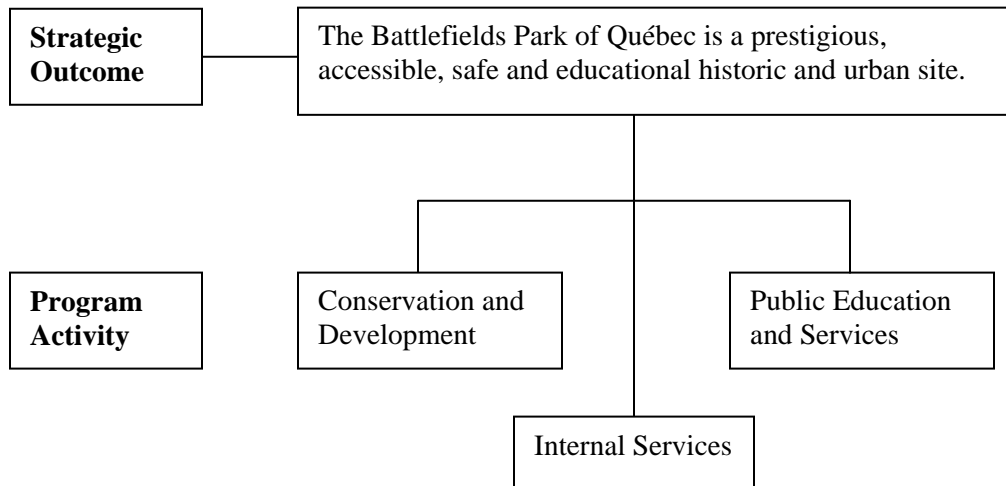 Strategic
Outcome
The Battlefields Park of Québec is a prestigious,
accessible, safe and educational historic and urban site.
Program
Activity
Conservation and
Development
Public Education
and Services
Internal Services